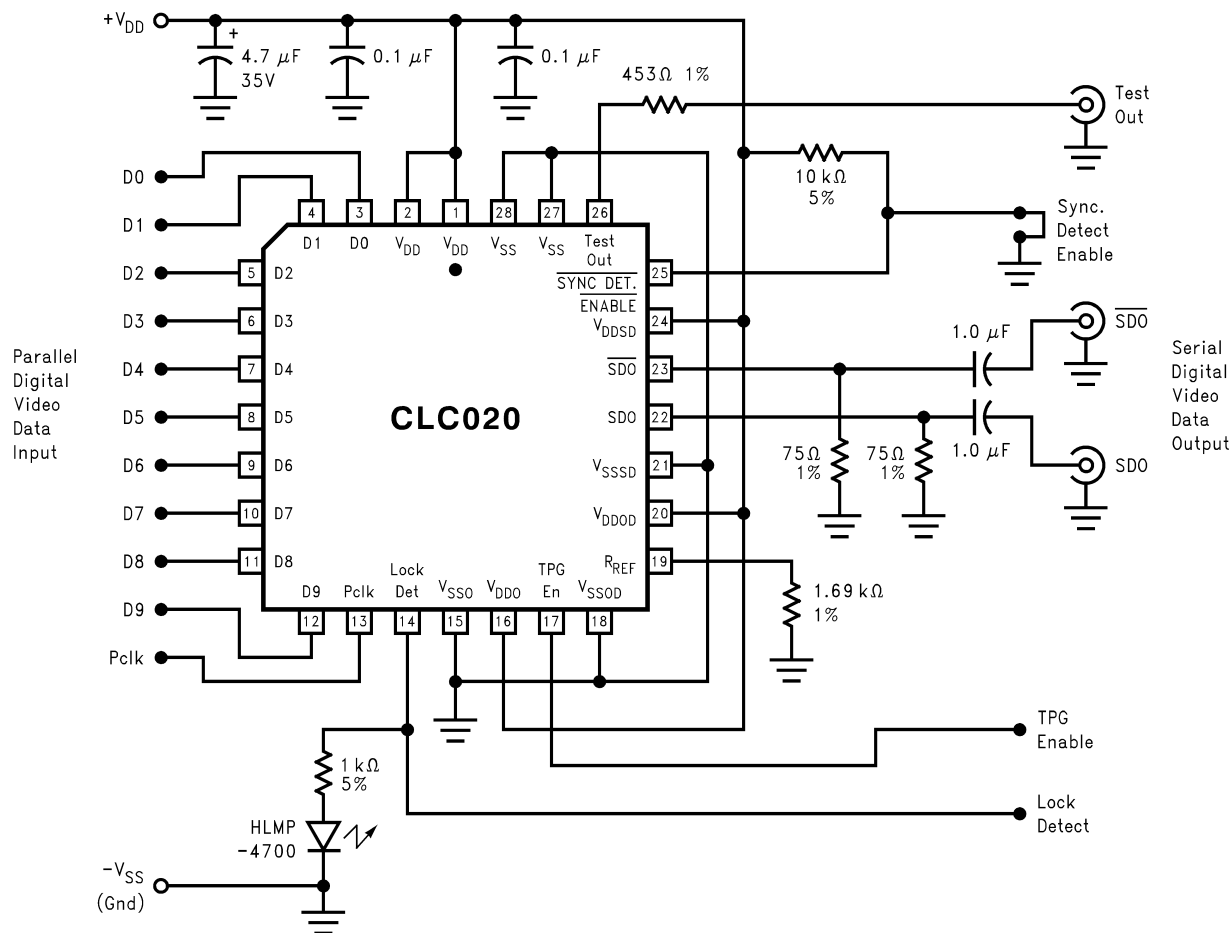 +VDD
+
4.7 μF
35V
0.1 μF
0.1 μF
453Ω 1%
Test
Out
10 kΩ
5%
Sync.
Detect
Enable
D0
D1
D2
D3
D4
D5
D6
D7
D8
D9
Pclk
Parallel
Digital
Video
Data
Input
4
3
2
1
28
27
26
D1
D0
VDD
VDD
VSS
VSS
Test
Out
5
D2
6
D3
7
D4
8
D5
9
D6
10
D7
11
D8
CLC020
SYNC DET.
ENABLE
25
VDDSD
24
SDO
23
SDO
22
VSSSD
21
VDDOD
20
RREF
19
D9
Pclk
Lock
Det
VSSO
VDDO
TPG
En
VSSOD
12
13
14
15
16
17
18
1.0 μF
SDO
1.0 μF
SDO
75Ω
1%
75Ω
1%
Serial
Digital
Video
Data
Output
1.69 kΩ
1%
TPG
Enable
Lock
Detect
1 kΩ
5%
HLMP
-4700
-VSS
(Gnd)